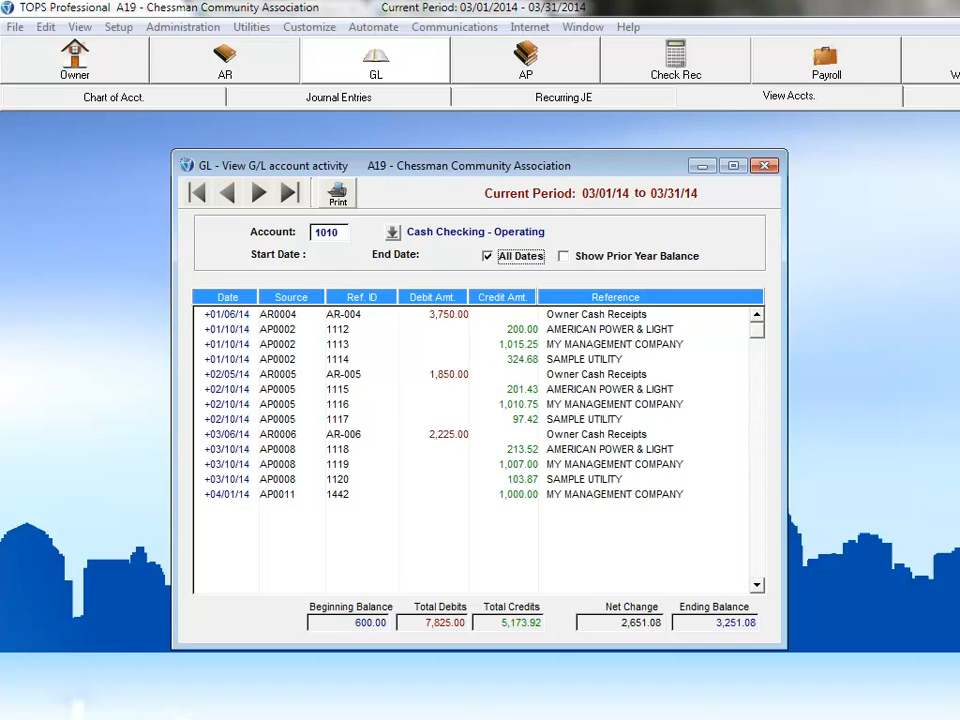 TOPS Professional A19 - Chessman Community Association Current Period: 03/01/2014 - 03/31/2014
File Edit View Setup Administration Utilities Customize Automate Communications Internet Window Help
Owner AR GL AP Check Rec Payroll W
Chart of Acct. Journal Entries Recurring JE View Accts.
GL - View G/L account activity A19 - Chessman Community Association
Print Current Period: 03/01/14 to 03/31/14
Account: 1010 Cash Checking - Operating
Start Date : End Date: All Dates Show Prior Year Balance
Date Source Ref. ID Debit Amt. Credit Amt. Reference
+01/06/14 AR0004 AR-004 3,750.00 Owner Cash Receipts
+01/10/14 AP0002 1112 200.00 AMERICAN POWER & LIGHT
+01/10/14 AP0002 1113 1,015.25 MY MANAGEMENT COMPANY
+01/10/14 AP0002 1114 324.68 SAMPLE UTILITY
+02/05/14 AR0005 AR-005 1,850.00 Owner Cash Receipts
+02/10/14 AP0005 1115 201.43 AMERICAN POWER & LIGHT
+02/10/14 AP0005 1116 1,010.75 MY MANAGEMENT COMPANY
+02/10/14 AP0005 1117 97.42 SAMPLE UTILITY
+03/06/14 AR0006 AR-006 2,225.00 Owner Cash Receipts
+03/10/14 AP0008 1118 213.52 AMERICAN POWER & LIGHT
+03/10/14 AP0008 1119 1,007.00 MY MANAGEMENT COMPANY
+03/10/14 AP0008 1120 103.87 SAMPLE UTILITY
+04/01/14 AP0011 1442 1,000.00 MY MANAGEMENT COMPANY
Beginning Balance Total Debits Total Credits Net Change Ending Balance
600.00 7,825.00 5,173.92 2,651.08 3,251.08